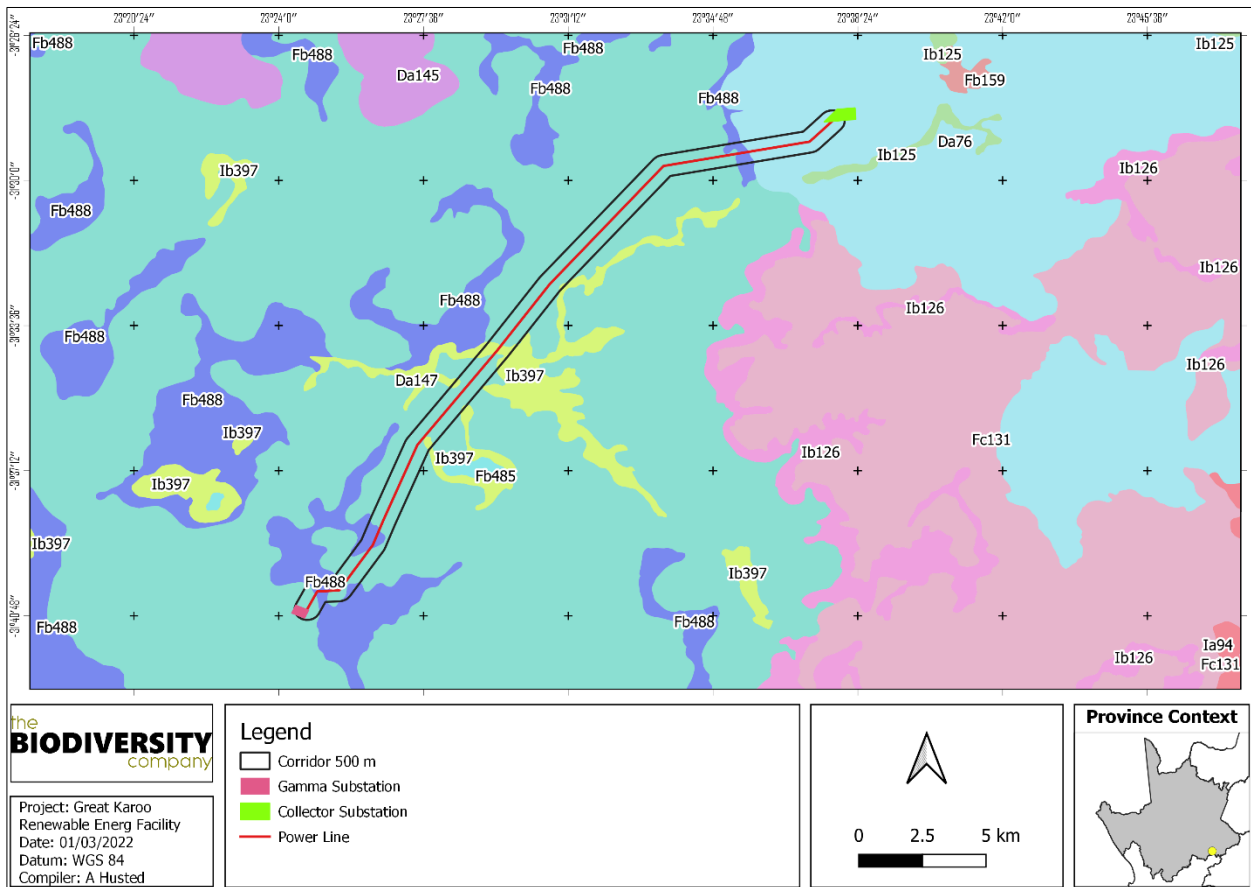 23°20'24" 23°24'0" 23°27'36" 23°31'12" 23°34'48" 23°38'24" 23°42'0" 23°45'36"
Fb488
Fb488
Fb488
Da145
Fb488
Fb488
Ib125
Ib125
Fb159
Da76
Ib125
Ib397
Ib126
Fb488
Ib126
Fb488
Ib126
Fb488
Ib126
Da147
Ib397
Fb488
Ib397
Fc131
Ib126
Ib397
Fb485
Ib397
Ib397
Fb488
Ib397
Fb488
Fb488
Ia94
Ib126
Fc131
the
BIODIVERSITY
company
Project: Great Karoo
Renewable Energ Facility
Date: 01/03/2022
Datum: WGS 84
Compiler: A Husted
Legend
Corridor 500 m
Gamma Substation
Collector Substation
Power Line
0 2.5 5 km
Province Context